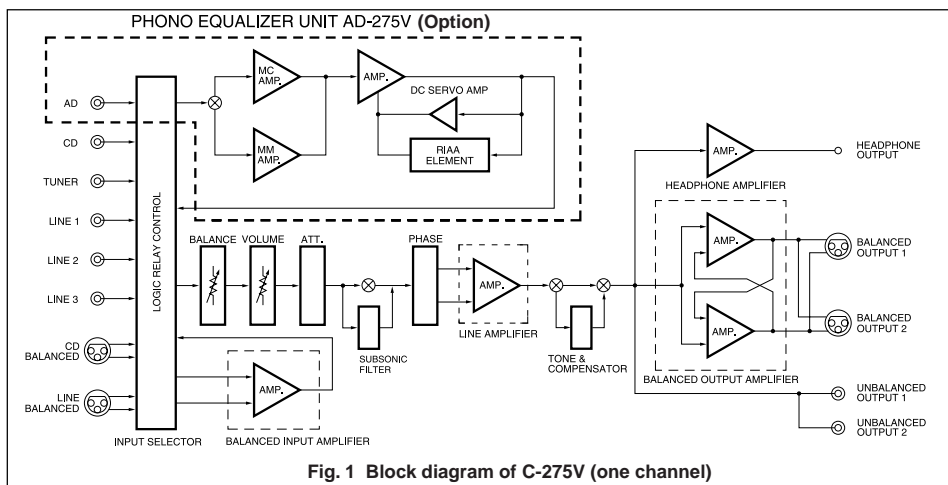 PHONO EQUALIZER UNIT AD-275V (Option)
AD
CD
TUNER
LINE 1
LINE 2
LINE 3
CD
BALANCED
LINE
BALANCED
LOGIC RELAY CONTROL
INPUT SELECTOR
MC
AMP.
MM
AMP.
AMP.
DC SERVO AMP
RIAA
ELEMENT
BALANCE
VOLUME
ATT.
SUBSONIC
FILTER
PHASE
AMP.
LINE AMPLIFIER
AMP.
BALANCED INPUT AMPLIFIER
TONE &
COMPENSATOR
AMP.
HEADPHONE AMPLIFIER
AMP.
AMP.
BALANCED OUTPUT AMPLIFIER
HEADPHONE
OUTPUT
BALANCED
OUTPUT 1
BALANCED
OUTPUT 2
UNBALANCED
OUTPUT 1
UNBALANCED
OUTPUT 2
Fig. 1 Block diagram of C-275V (one channel)